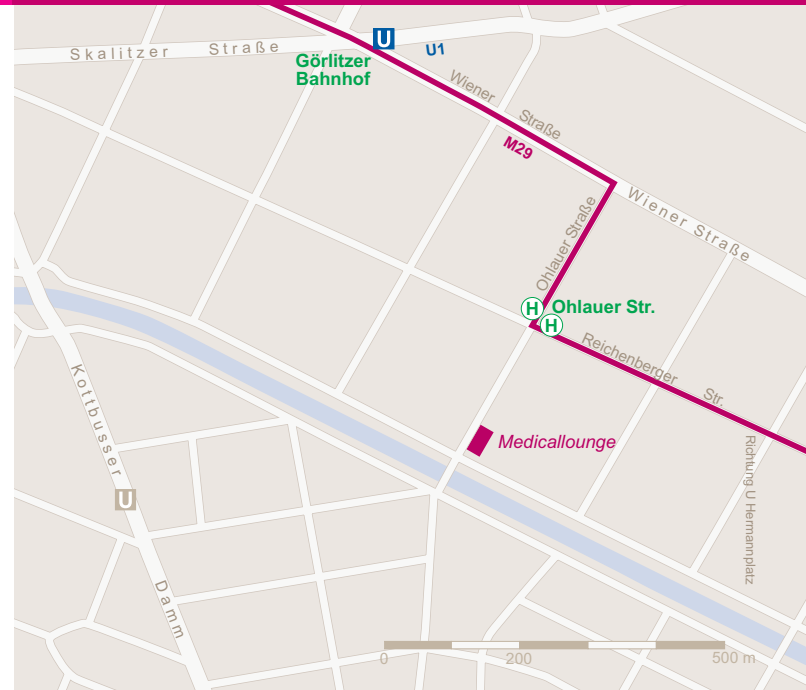 Skalitzer Straße
U
U1
Görlitzer
Bahnhof
Wiener Straße
M29
Wiener Straße
Ohlauer Straße
H
Ohlauer Str.
H
Reichenberger Str.
Kottbusser
Medicallounge
Richtung U Hermannplatz
U
Damm
0 200 500 m